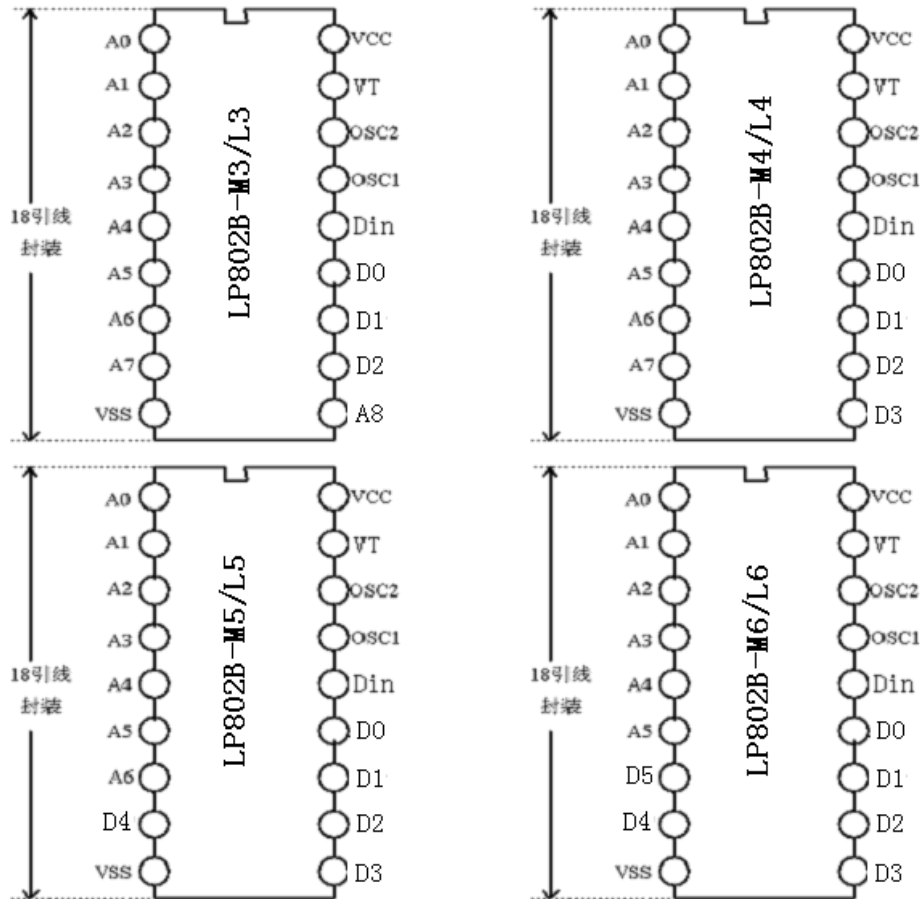 A0 VCC
A1 VT
A2 OSC2
A3 OSC1
A4 Din
A5 D0
A6 D1
A7 D2
VSS A8
18引线
封装
LP802B-M3/L3
A0 VCC
A1 VT
A2 OSC2
A3 OSC1
A4 Din
A5 D0
A6 D1
A7 D2
VSS D3
18引线
封装
LP802B-M4/L4
A0 VCC
A1 VT
A2 OSC2
A3 OSC1
A4 Din
A5 D0
A6 D1
D4 D2
VSS D3
18引线
封装
LP802B-M5/L5
A0 VCC
A1 VT
A2 OSC2
A3 OSC1
A4 Din
A5 D0
D5 D1
D4 D2
VSS D3
18引线
封装
LP802B-M6/L6